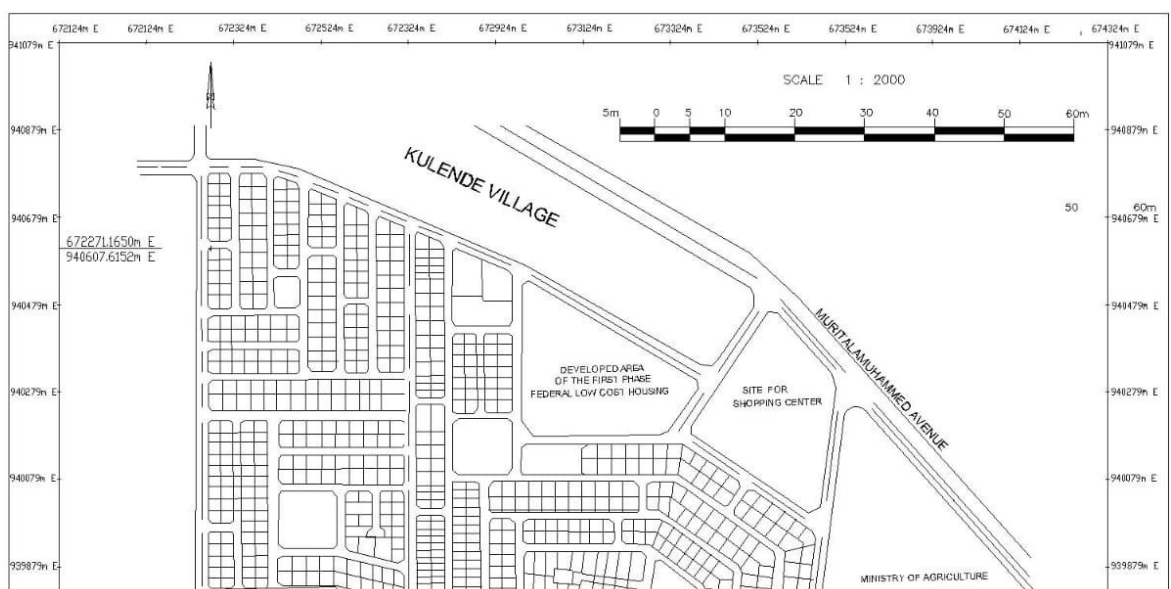 672124m E 672124m E 672324m E 672524m E 672324m E 672924m E 673124m E 673324m E 673524m E 673524m E 673924m E 674124m E 674324m E
941079m E 941079m E
SCALE 1 : 2000
5m 0 5 10 20 30 40 50 60m
940879m E 940879m E
KULENDE VILLAGE
50 60m
940679m E 940679m E
672271.1650m E
940607.6152m E
940479m E 940479m E
MURITALAMUHAMMED AVENUE
DEVELOPED AREA
OF THE FIRST PHASE
FEDERAL LOW COST HOUSING
SITE FOR
SHOPPING CENTER
940279m E 940279m E
940079m E 940079m E
939879m E 939879m E
MINISTRY OF AGRICULTURE